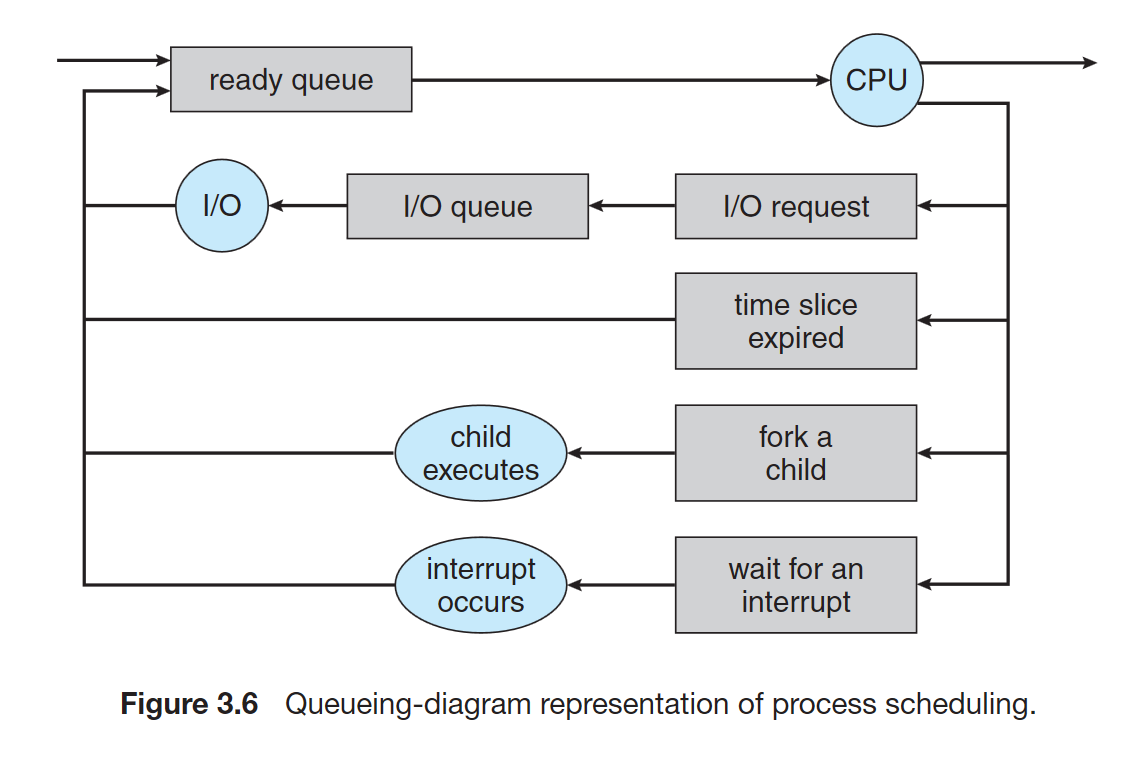 ready queue
CPU
I/O
I/O queue
I/O request
time slice
expired
child
executes
fork a
child
interrupt
occurs
wait for an
interrupt
Figure 3.6 Queueing-diagram representation of process scheduling.